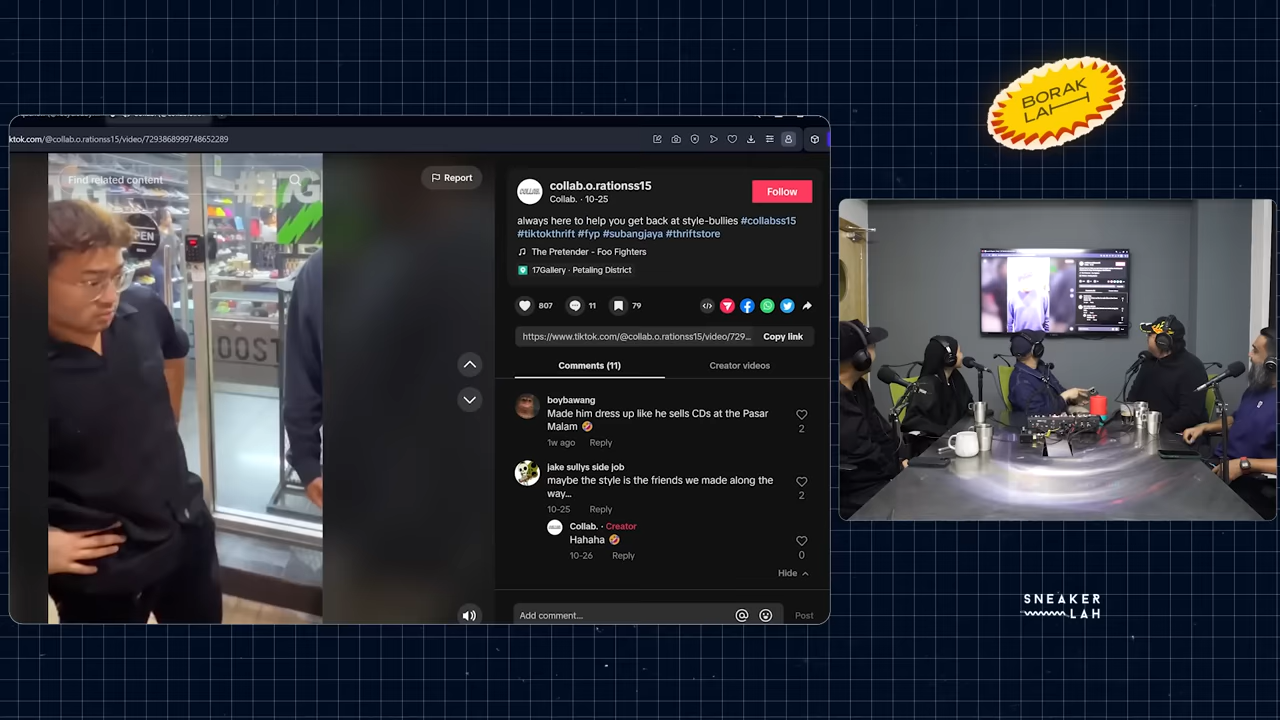 BORAK
LAH
ktok.com/@collab.o.rationss15/video/7293868999748652289
Find related content
Report
OPEN
OOST
COLLAB.
collab.o.rationss15
Collab. · 10-25
Follow
always here to help you get back at style-bullies #collabss15
#tiktokthrift #fyp #subangjaya #thriftstore
The Pretender - Foo Fighters
17Gallery · Petaling District
807
11
79
https://www.tiktok.com/@collab.o.rationss15/video/729...
Copy link
Comments (11)
Creator videos
boybawang
Made him dress up like he sells CDs at the Pasar
Malam 🤣
2
1w ago
Reply
jake sullys side job
maybe the style is the friends we made along the
way...
2
10-25
Reply
Collab. · Creator
Hahaha 🤣
0
10-26
Reply
Hide
Add comment...
Post
SNEAKER
LAH